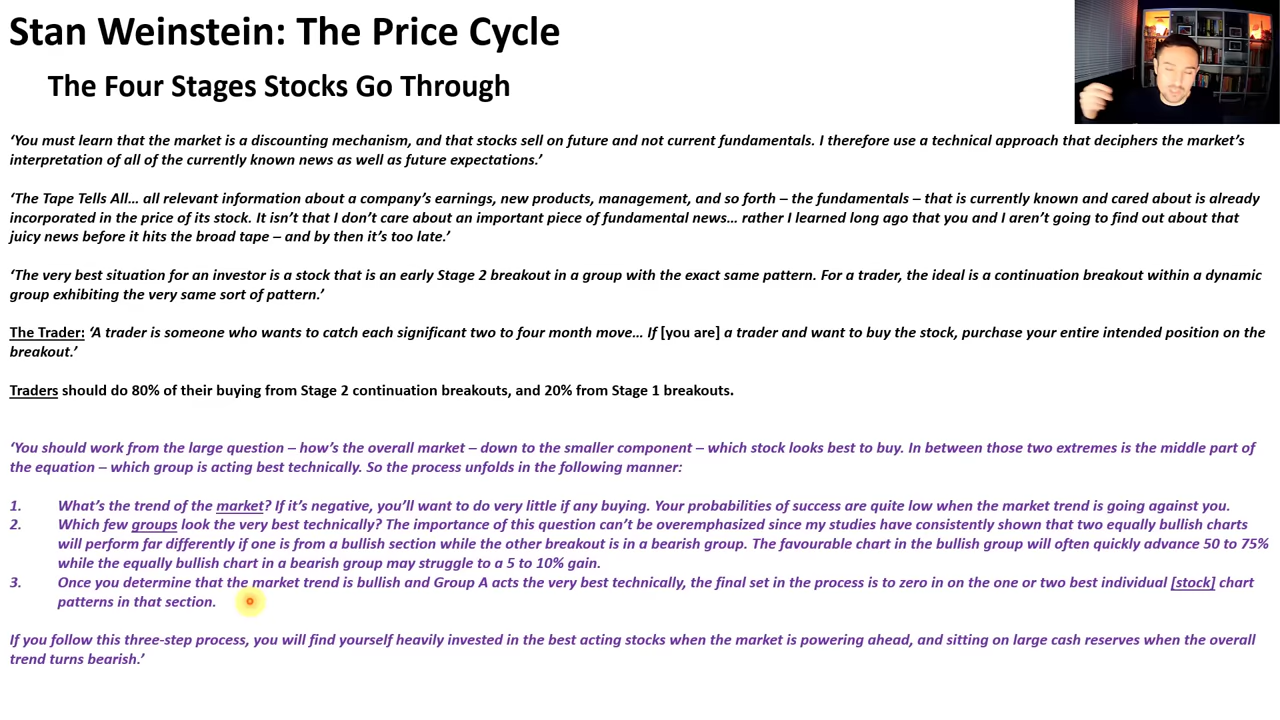 Stan Weinstein: The Price Cycle
The Four Stages Stocks Go Through
‘You must learn that the market is a discounting mechanism, and that stocks sell on future and not current fundamentals. I therefore use a technical approach that deciphers the market’s
interpretation of all of the currently known news as well as future expectations.’
‘The Tape Tells All… all relevant information about a company’s earnings, new products, management, and so forth – the fundamentals – that is currently known and cared about is already
incorporated in the price of its stock. It isn’t that I don’t care about an important piece of fundamental news… rather I learned long ago that you and I aren’t going to find out about that
juicy news before it hits the broad tape – and by then it’s too late.’
‘The very best situation for an investor is a stock that is an early Stage 2 breakout in a group with the exact same pattern. For a trader, the ideal is a continuation breakout within a dynamic
group exhibiting the very same sort of pattern.’
The Trader: ‘A trader is someone who wants to catch each significant two to four month move… If [you are] a trader and want to buy the stock, purchase your entire intended position on the
breakout.’
Traders should do 80% of their buying from Stage 2 continuation breakouts, and 20% from Stage 1 breakouts.
‘You should work from the large question – how’s the overall market – down to the smaller component – which stock looks best to buy. In between those two extremes is the middle part of
the equation – which group is acting best technically. So the process unfolds in the following manner:
1. What’s the trend of the market? If it’s negative, you’ll want to do very little if any buying. Your probabilities of success are quite low when the market trend is going against you.
2. Which few groups look the very best technically? The importance of this question can’t be overemphasized since my studies have consistently shown that two equally bullish charts
will perform far differently if one is from a bullish section while the other breakout is in a bearish group. The favourable chart in the bullish group will often quickly advance 50 to 75%
while the equally bullish chart in a bearish group may struggle to a 5 to 10% gain.
3. Once you determine that the market trend is bullish and Group A acts the very best technically, the final set in the process is to zero in on the one or two best individual [stock] chart
patterns in that section.
If you follow this three-step process, you will find yourself heavily invested in the best acting stocks when the market is powering ahead, and sitting on large cash reserves when the overall
trend turns bearish.’